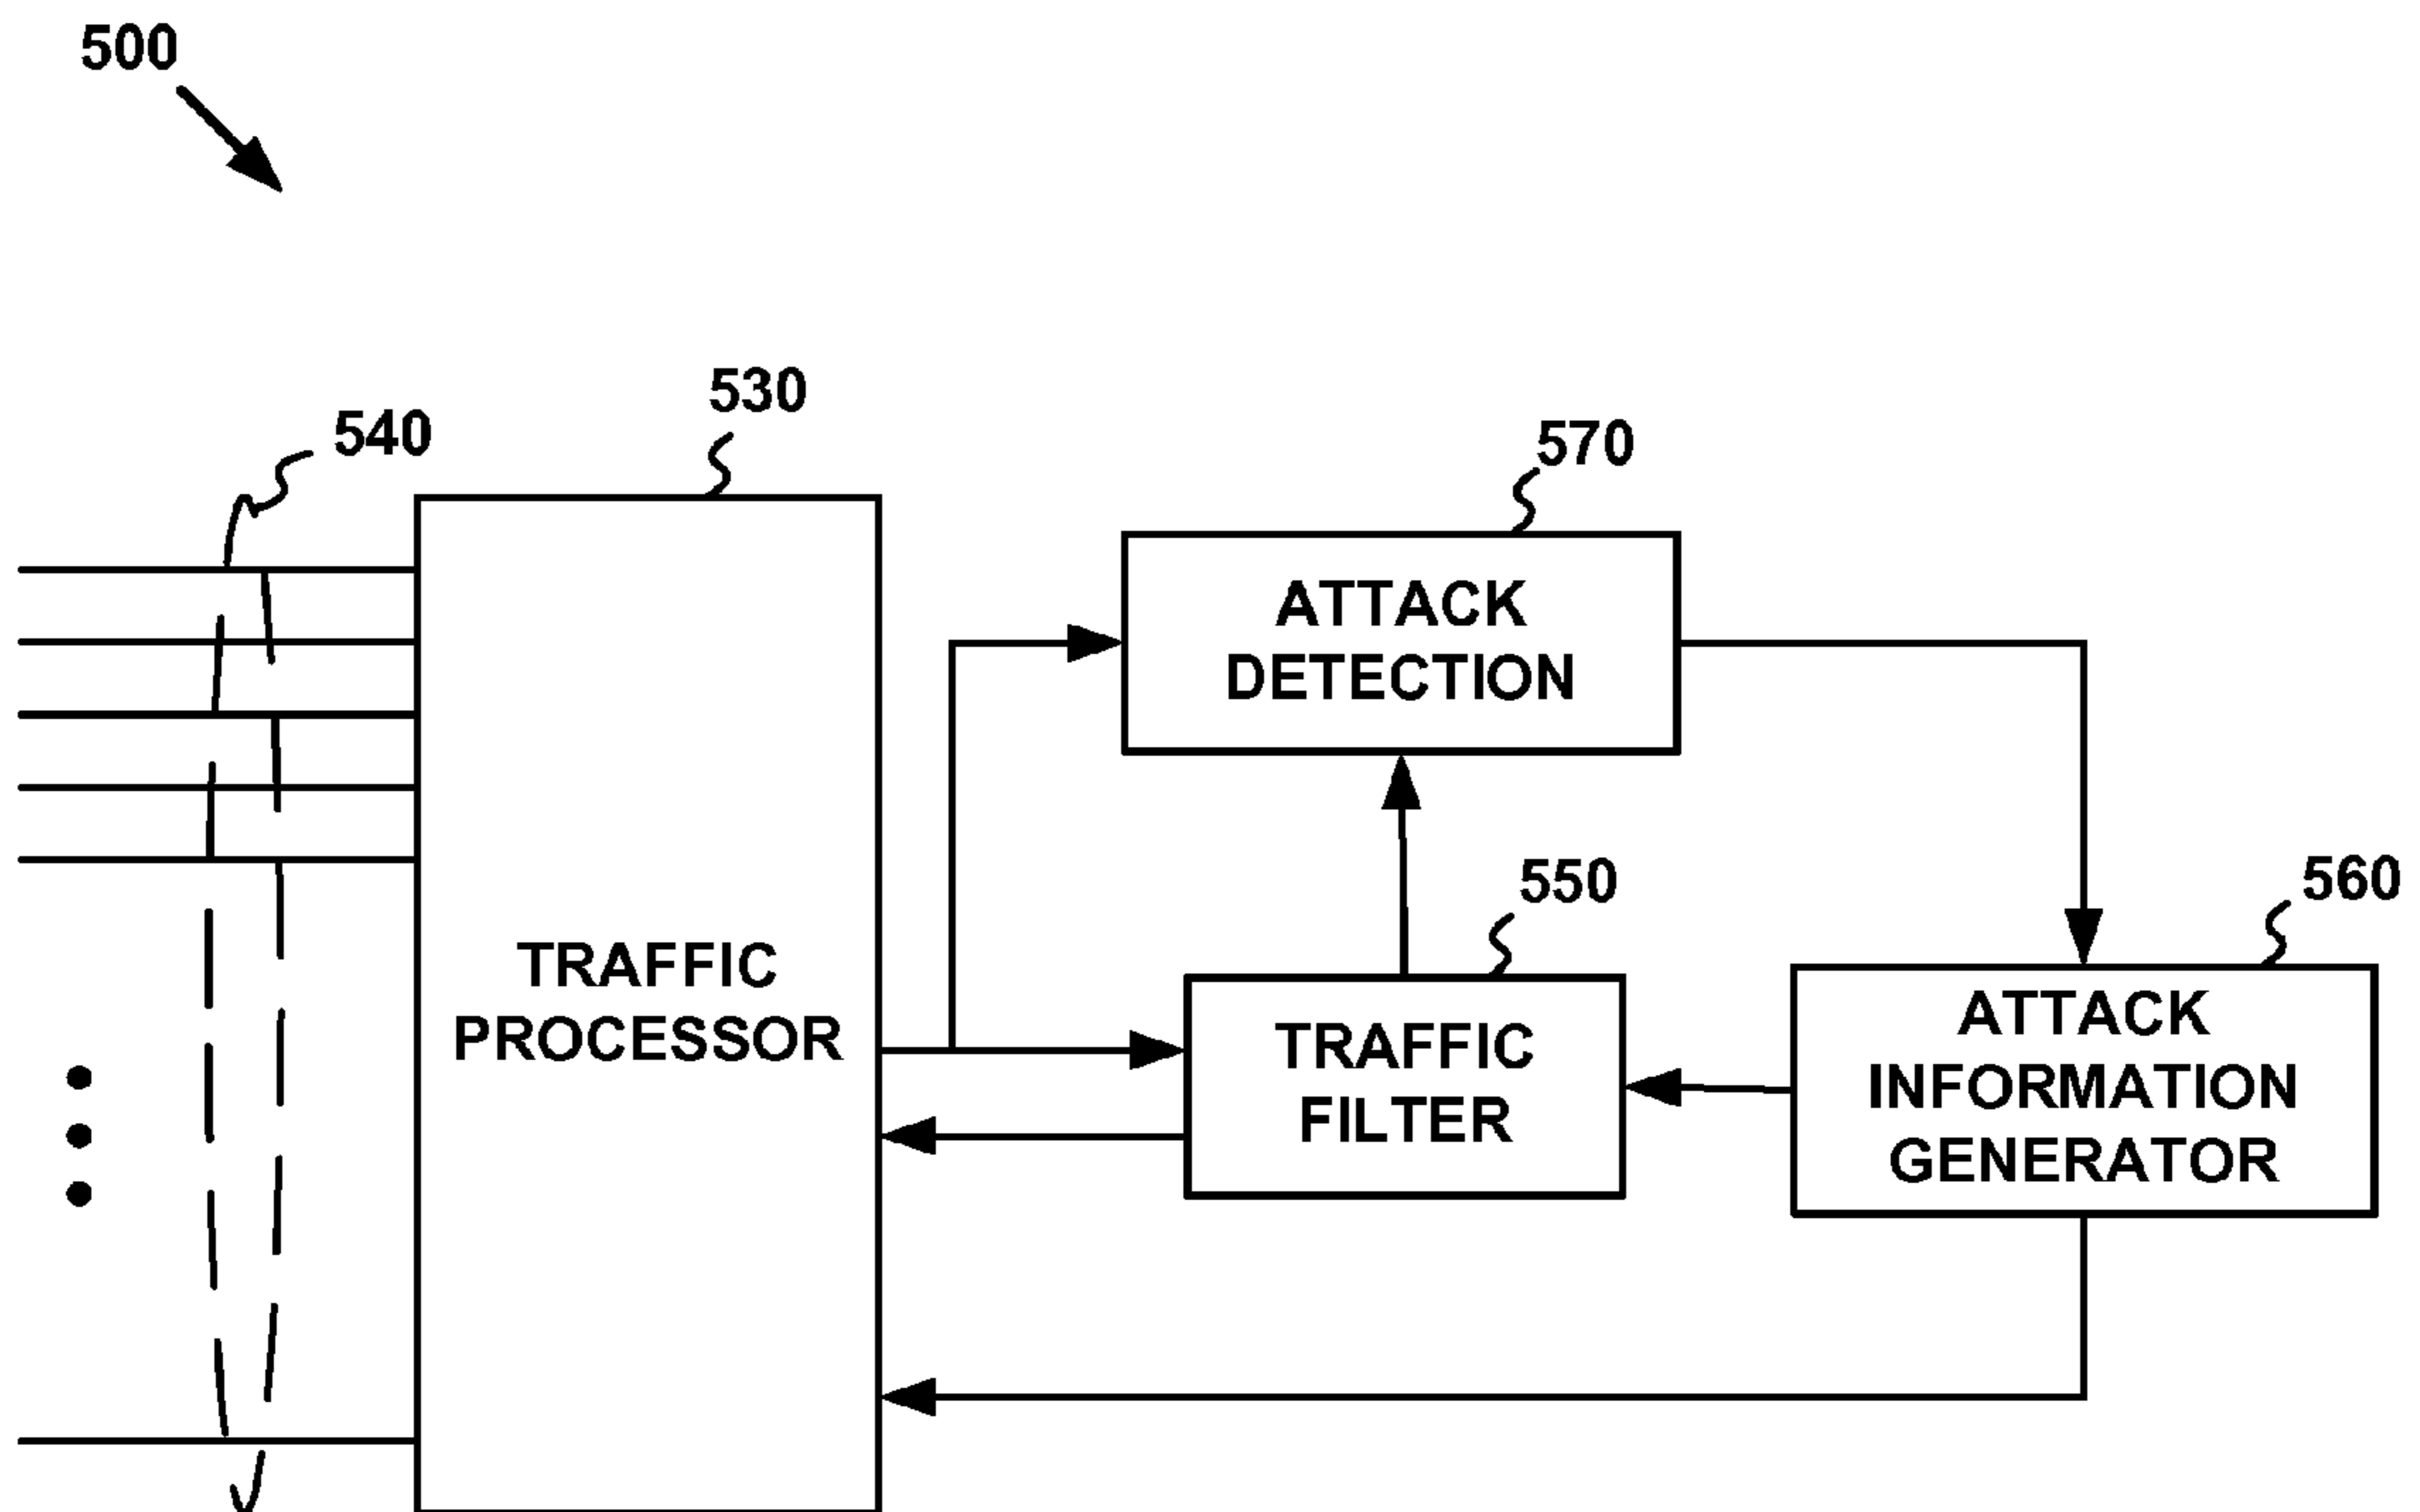 500
530
540
570
ATTACK
DETECTION
550
560
TRAFFIC
PROCESSOR
TRAFFIC
FILTER
ATTACK
INFORMATION
GENERATOR